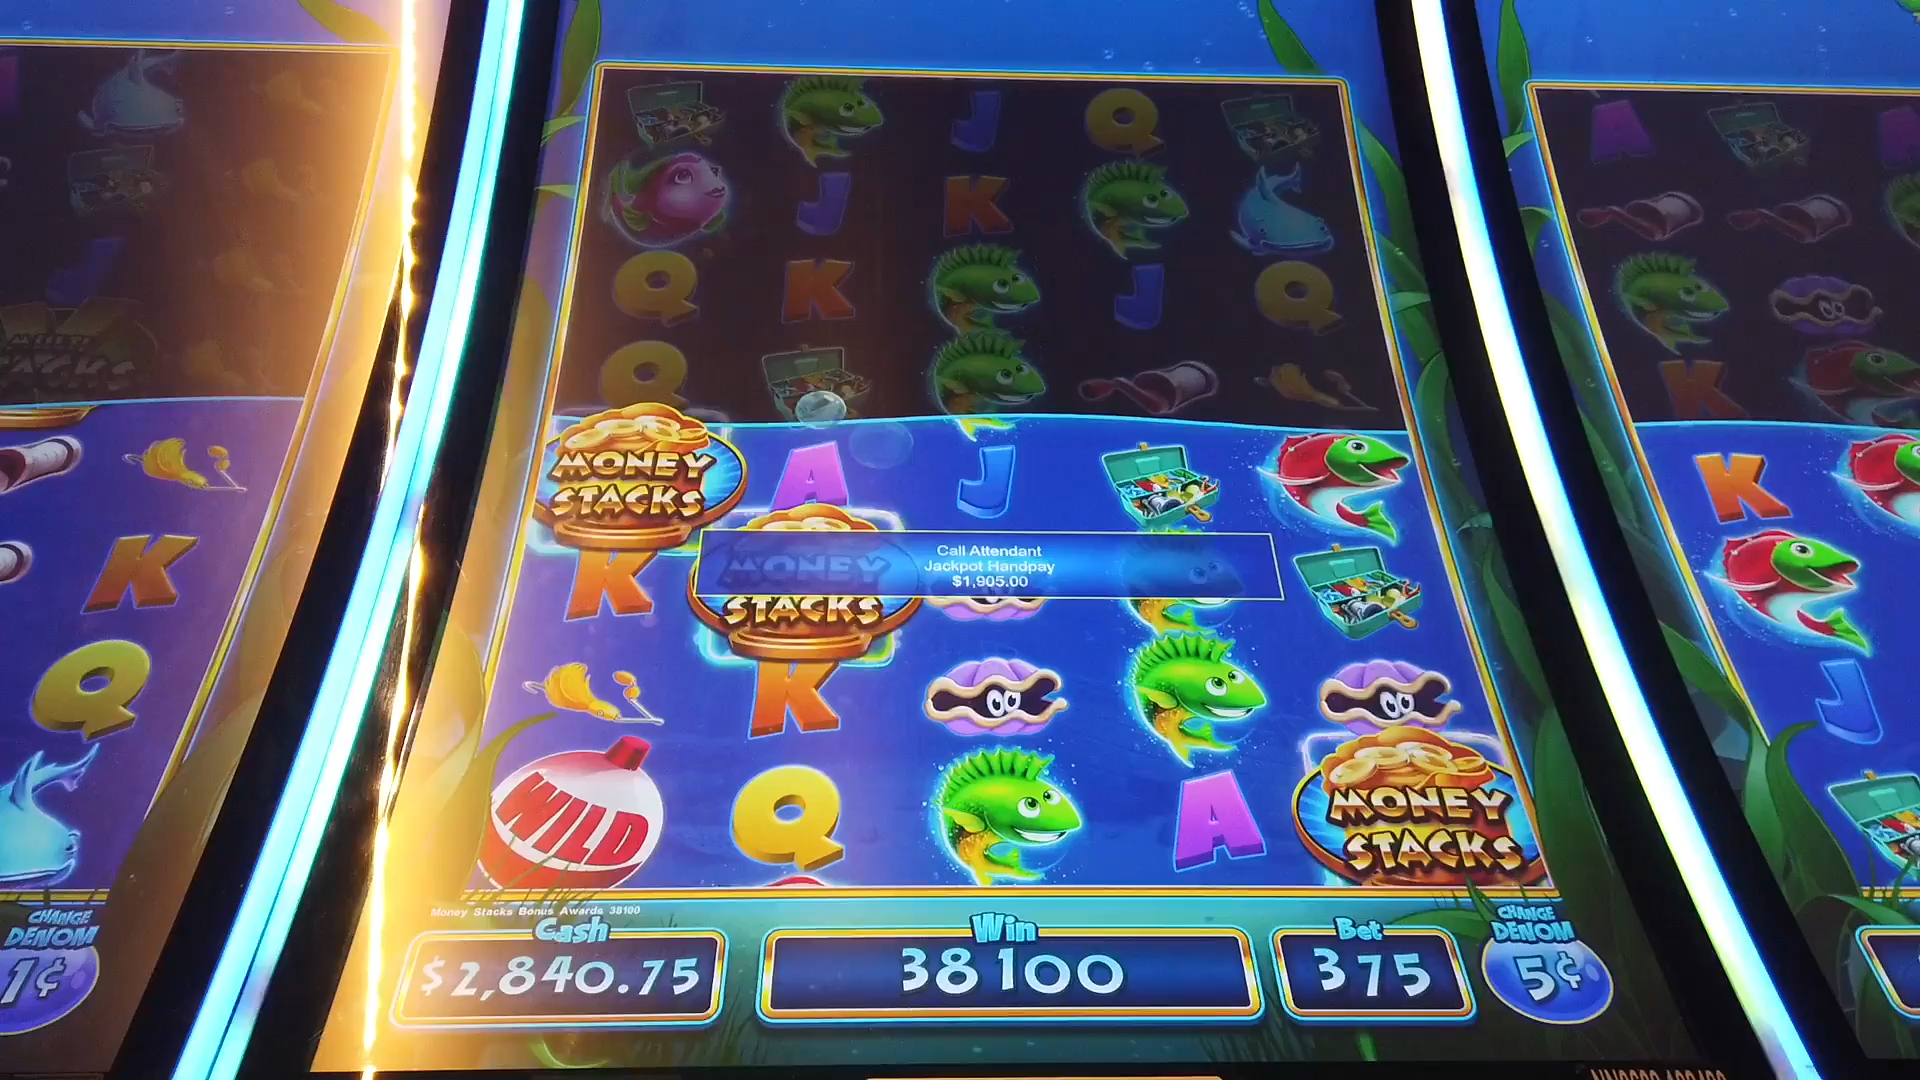 J
Q
J
K
A
A
Q
K
J
Q
K
Q
MONEY
STACKS
A
J
K
Call Attendant
Jackpot Handpay
$1,905.00
K
MONEY
STACKS
K
K
Q
J
WILD
Q
A
MONEY
STACKS
Money Stacks Bonus Awards 38100
CHANGE
DENOM
1¢
Cash
$2,840.75
Win
38100
Bet
375
CHANGE
DENOM
5¢